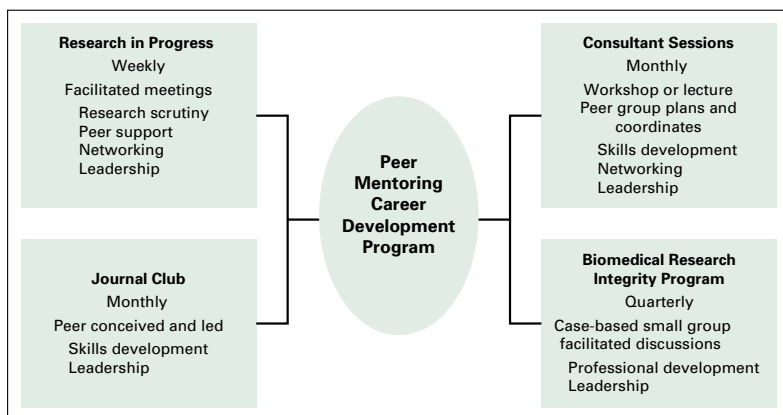 Research in Progress
Weekly
Facilitated meetings
Research scrutiny
Peer support
Networking
Leadership
Journal Club
Monthly
Peer conceived and led
Skills development
Leadership
Peer
Mentoring
Career
Development
Program
Consultant Sessions
Monthly
Workshop or lecture
Peer group plans and
coordinates
Skills development
Networking
Leadership
Biomedical Research
Integrity Program
Quarterly
Case-based small group
facilitated discussions
Professional development
Leadership